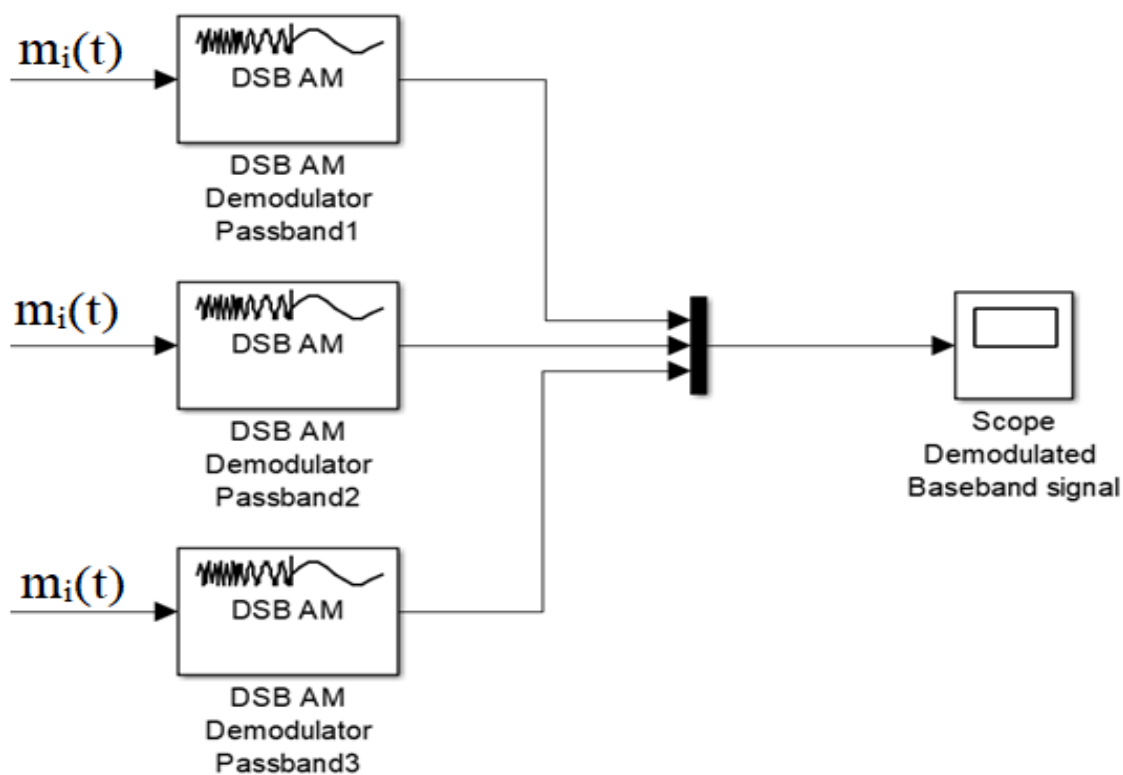 mᵢ(t)
DSB AM
DSB AM
Demodulator
Passband1
mᵢ(t)
DSB AM
DSB AM
Demodulator
Passband2
Scope
Demodulated
Baseband signal
mᵢ(t)
DSB AM
DSB AM
Demodulator
Passband3